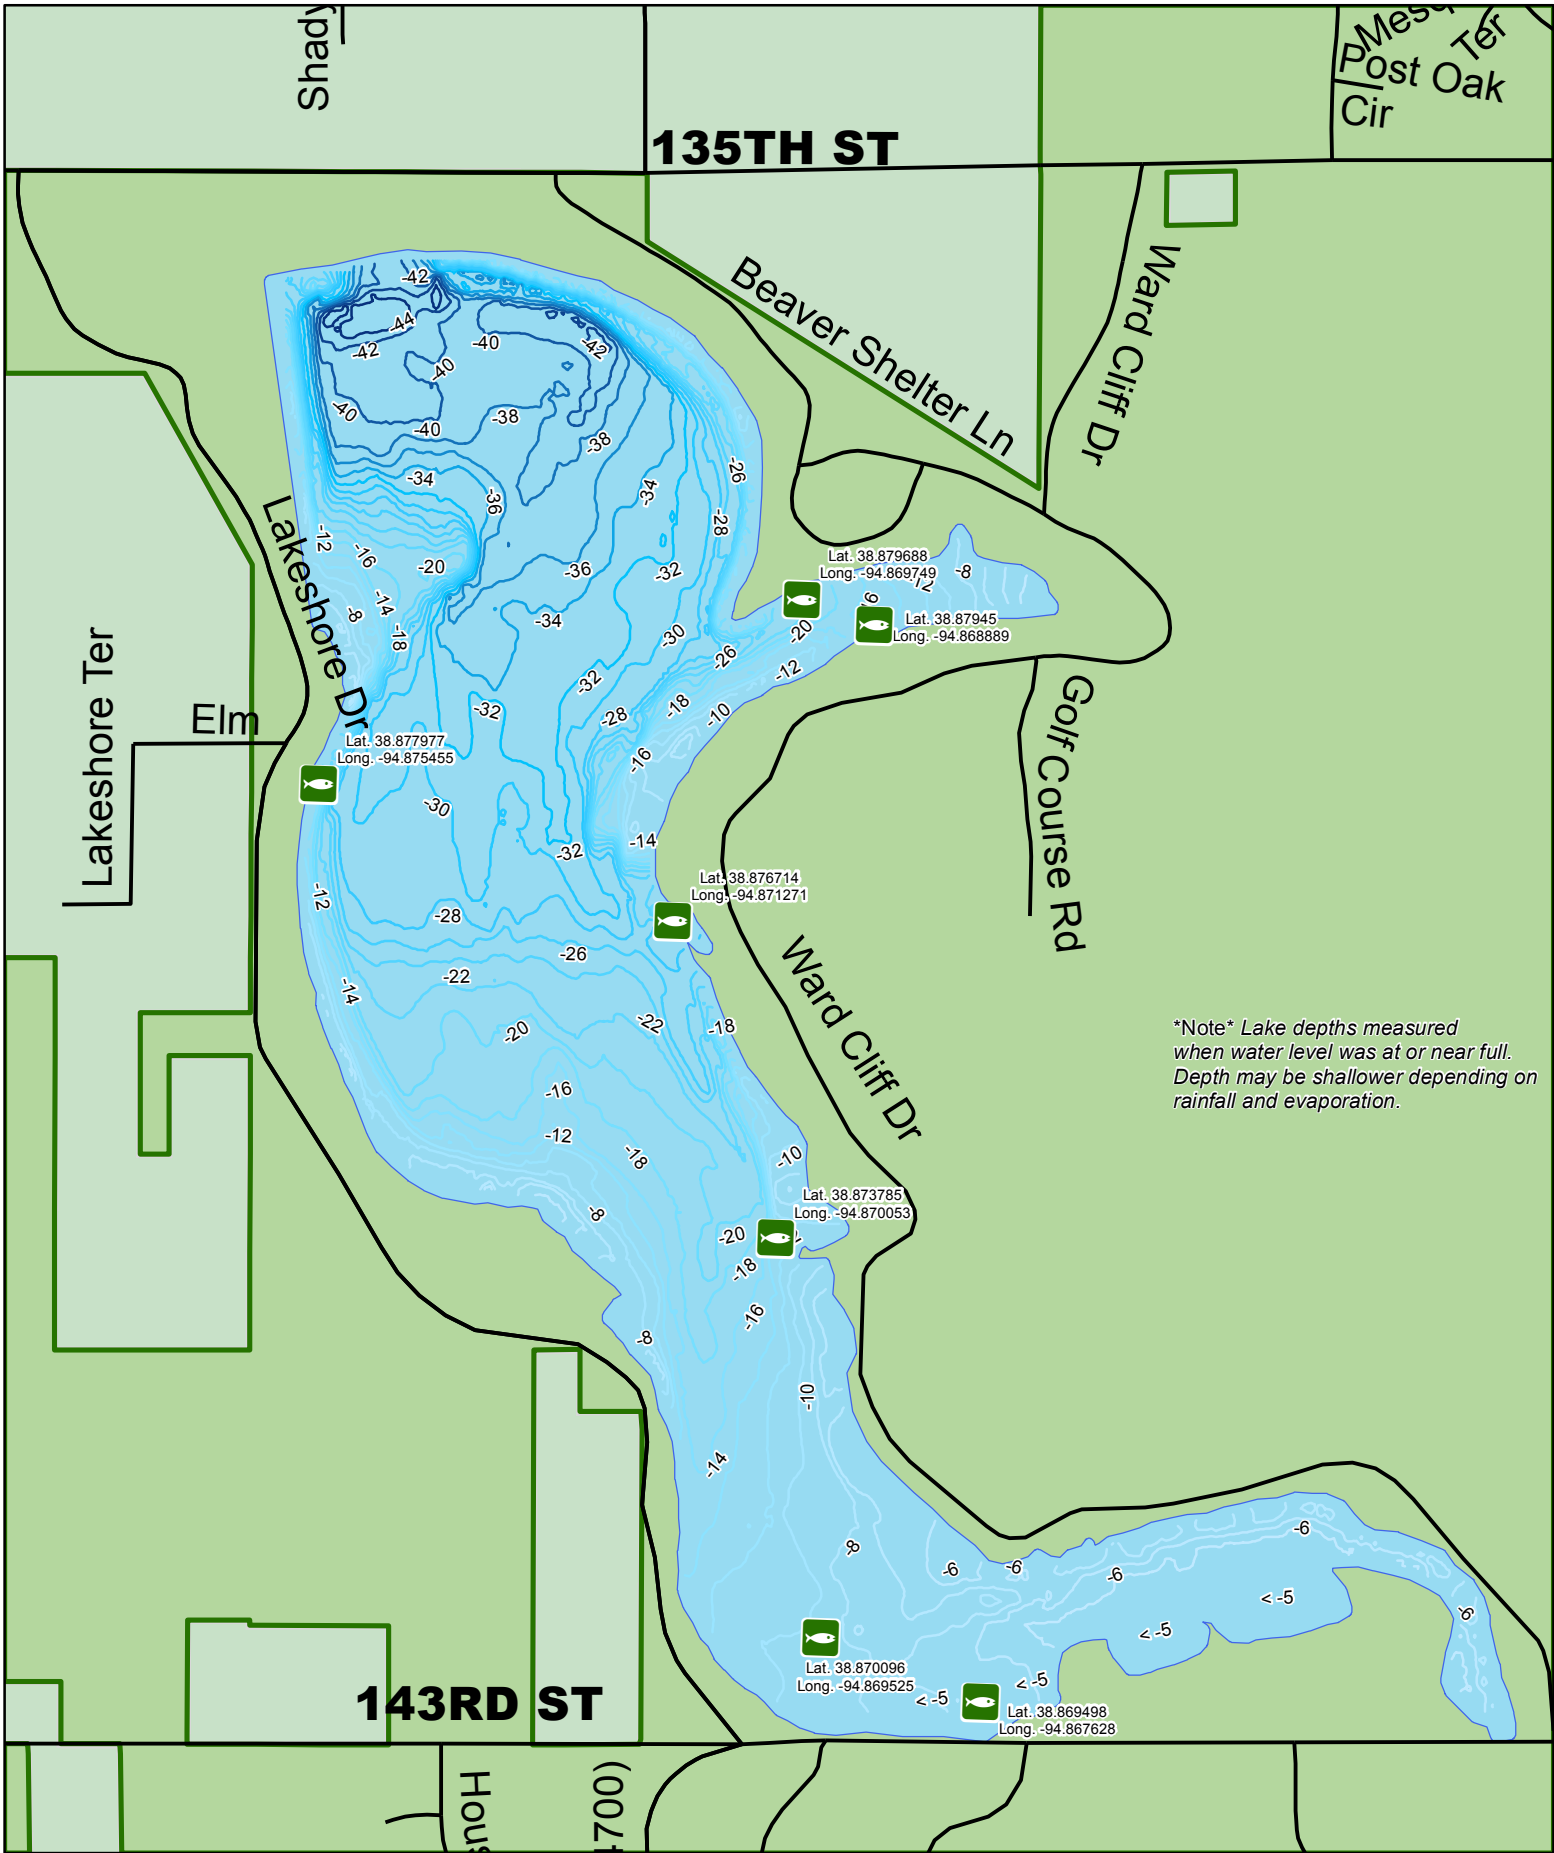 Shady
Mesq
Ter
Post Oak
Cir
135TH ST
Beaver Shelter Ln
Ward Cliff Dr
-42
-44
-42
-40
-42
-40
-40
-40
-38
-38
-34
-36
-34
-26
-28
-12
-16
-20
-36
-32
-14
-8
-18
-34
-30
Lat. 38.879688
Long. -94.869749
-12
-8
Lat. 38.87945
Long. -94.868889
-20
-26
-12
-32
-18
-10
-28
-32
-16
Lakeshore Dr
Lakeshore Ter
Elm
Golf Course Rd
Lat. 38.877977
Long. -94.875455
-30
-32
-14
Lat. 38.876714
Long. -94.871271
-12
-28
-26
-22
-14
-20
-22
-18
Ward Cliff Dr
*Note* Lake depths measured
when water level was at or near full.
Depth may be shallower depending on
rainfall and evaporation.
-16
-12
-18
-10
Lat. 38.873785
Long. -94.870053
-8
-20
-18
-16
-8
-10
-14
-8
-6
-6
-6
-6
< -5
< -5
-6
Lat. 38.870096
Long. -94.869525
< -5
< -5
Lat. 38.869498
Long. -94.867628
143RD ST
Hous
700)